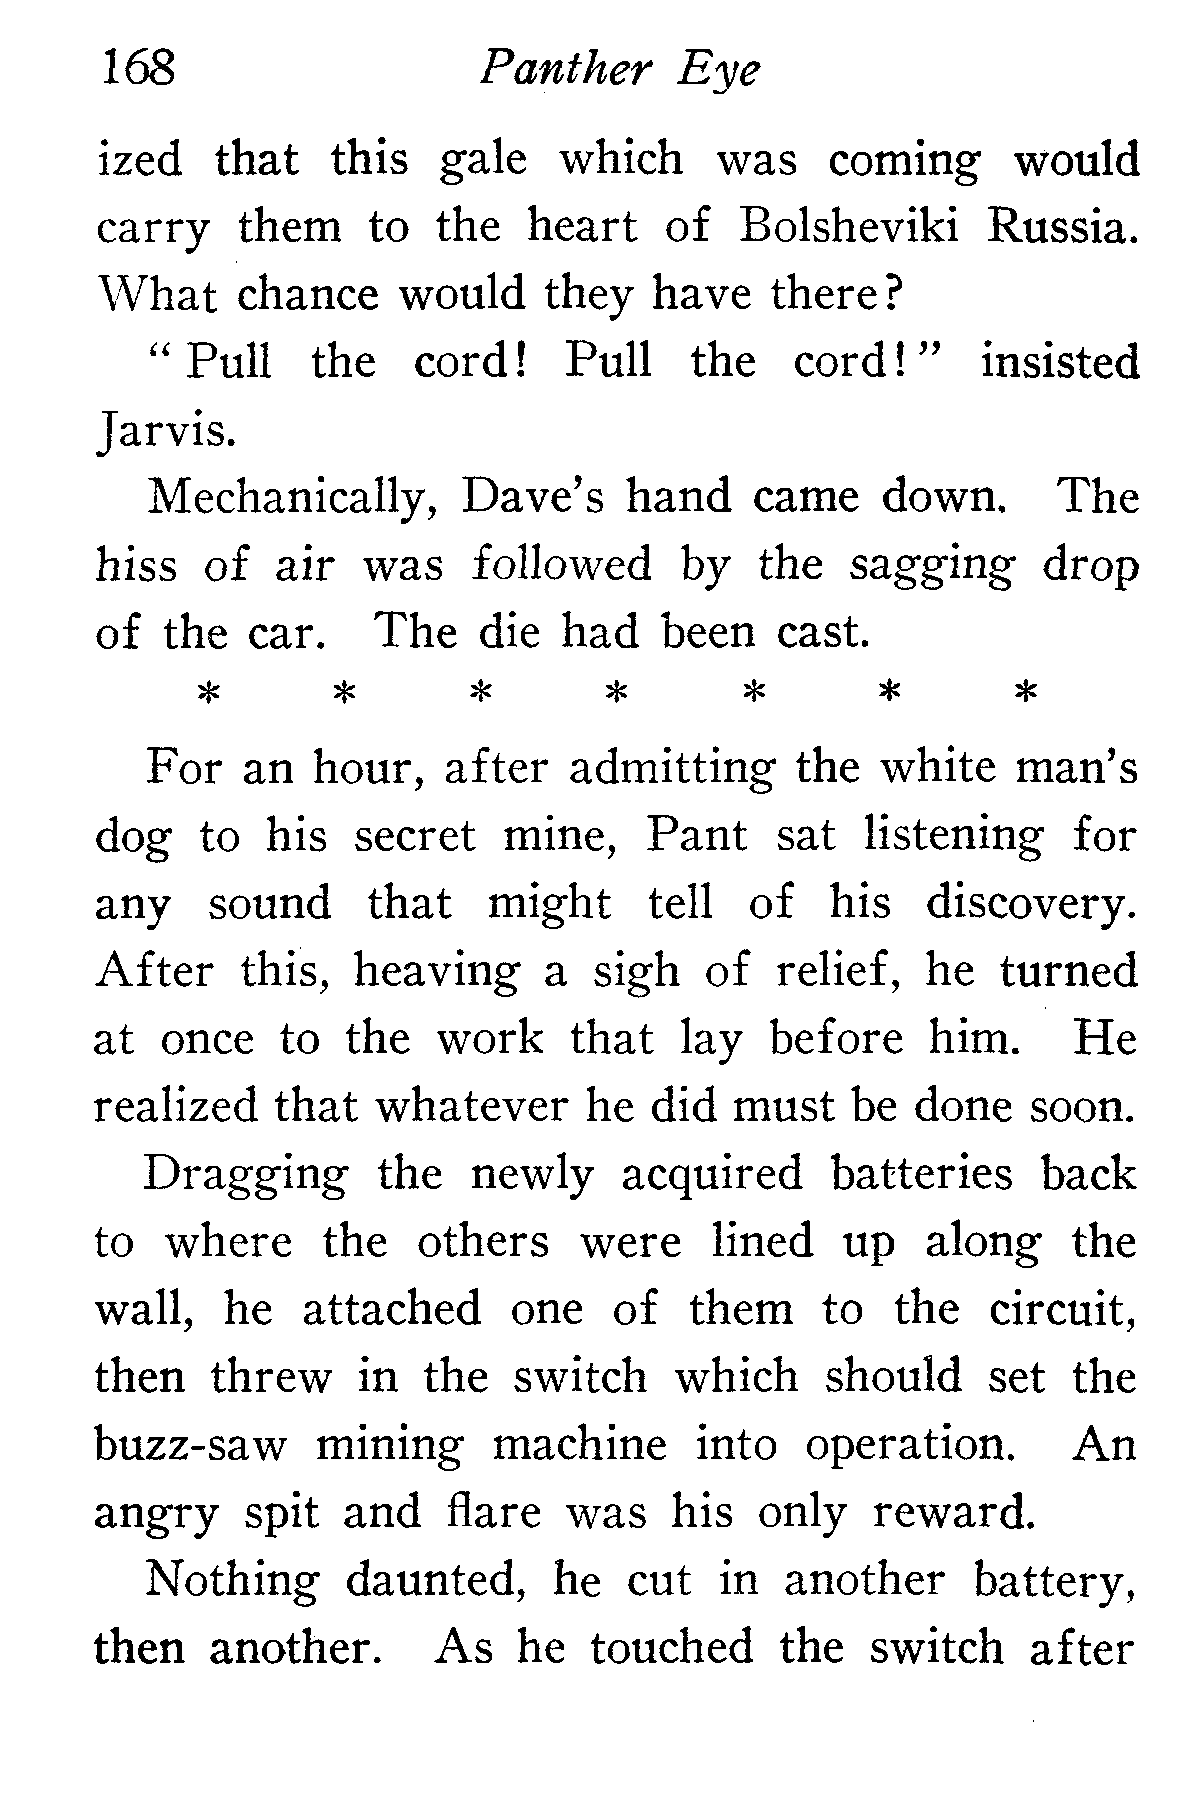 168 Panther Eye
ized that this gale which was coming would
carry them to the heart of Bolsheviki Russia.
What chance would they have there?
“ Pull the cord! Pull the cord! ” insisted
Jarvis.
Mechanically, Dave’s hand came down. The
hiss of air was followed by the sagging drop
of the car. The die had been cast.
* * * * * * *
For an hour, after admitting the white man’s
dog to his secret mine, Pant sat listening for
any sound that might tell of his discovery.
After this, heaving a sigh of relief, he turned
at once to the work that lay before him. He
realized that whatever he did must be done soon.
Dragging the newly acquired batteries back
to where the others were lined up along the
wall, he attached one of them to the circuit,
then threw in the switch which should set the
buzz-saw mining machine into operation. An
angry spit and flare was his only reward.
Nothing daunted, he cut in another battery,
then another. As he touched the switch after